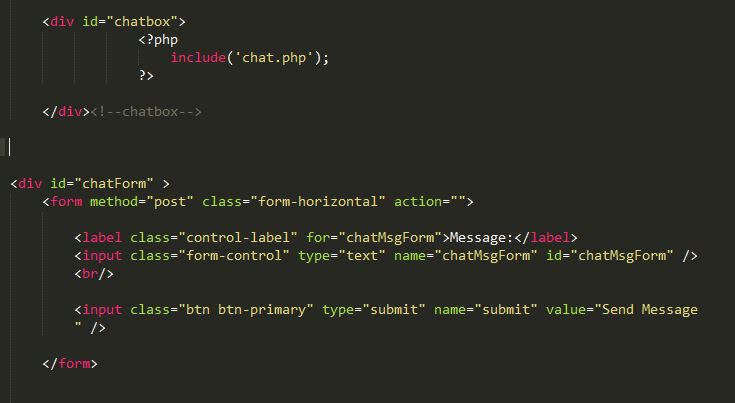 <div id="chatbox">
<?php
include('chat.php');
?>
</div><!--chatbox-->
<div id="chatForm" >
<form method="post" class="form-horizontal" action="">
<label class="control-label" for="chatMsgForm">Message:</label>
<input class="form-control" type="text" name="chatMsgForm" id="chatMsgForm" />
<br/>
<input class="btn btn-primary" type="submit" name="submit" value="Send Message
" />
</form>